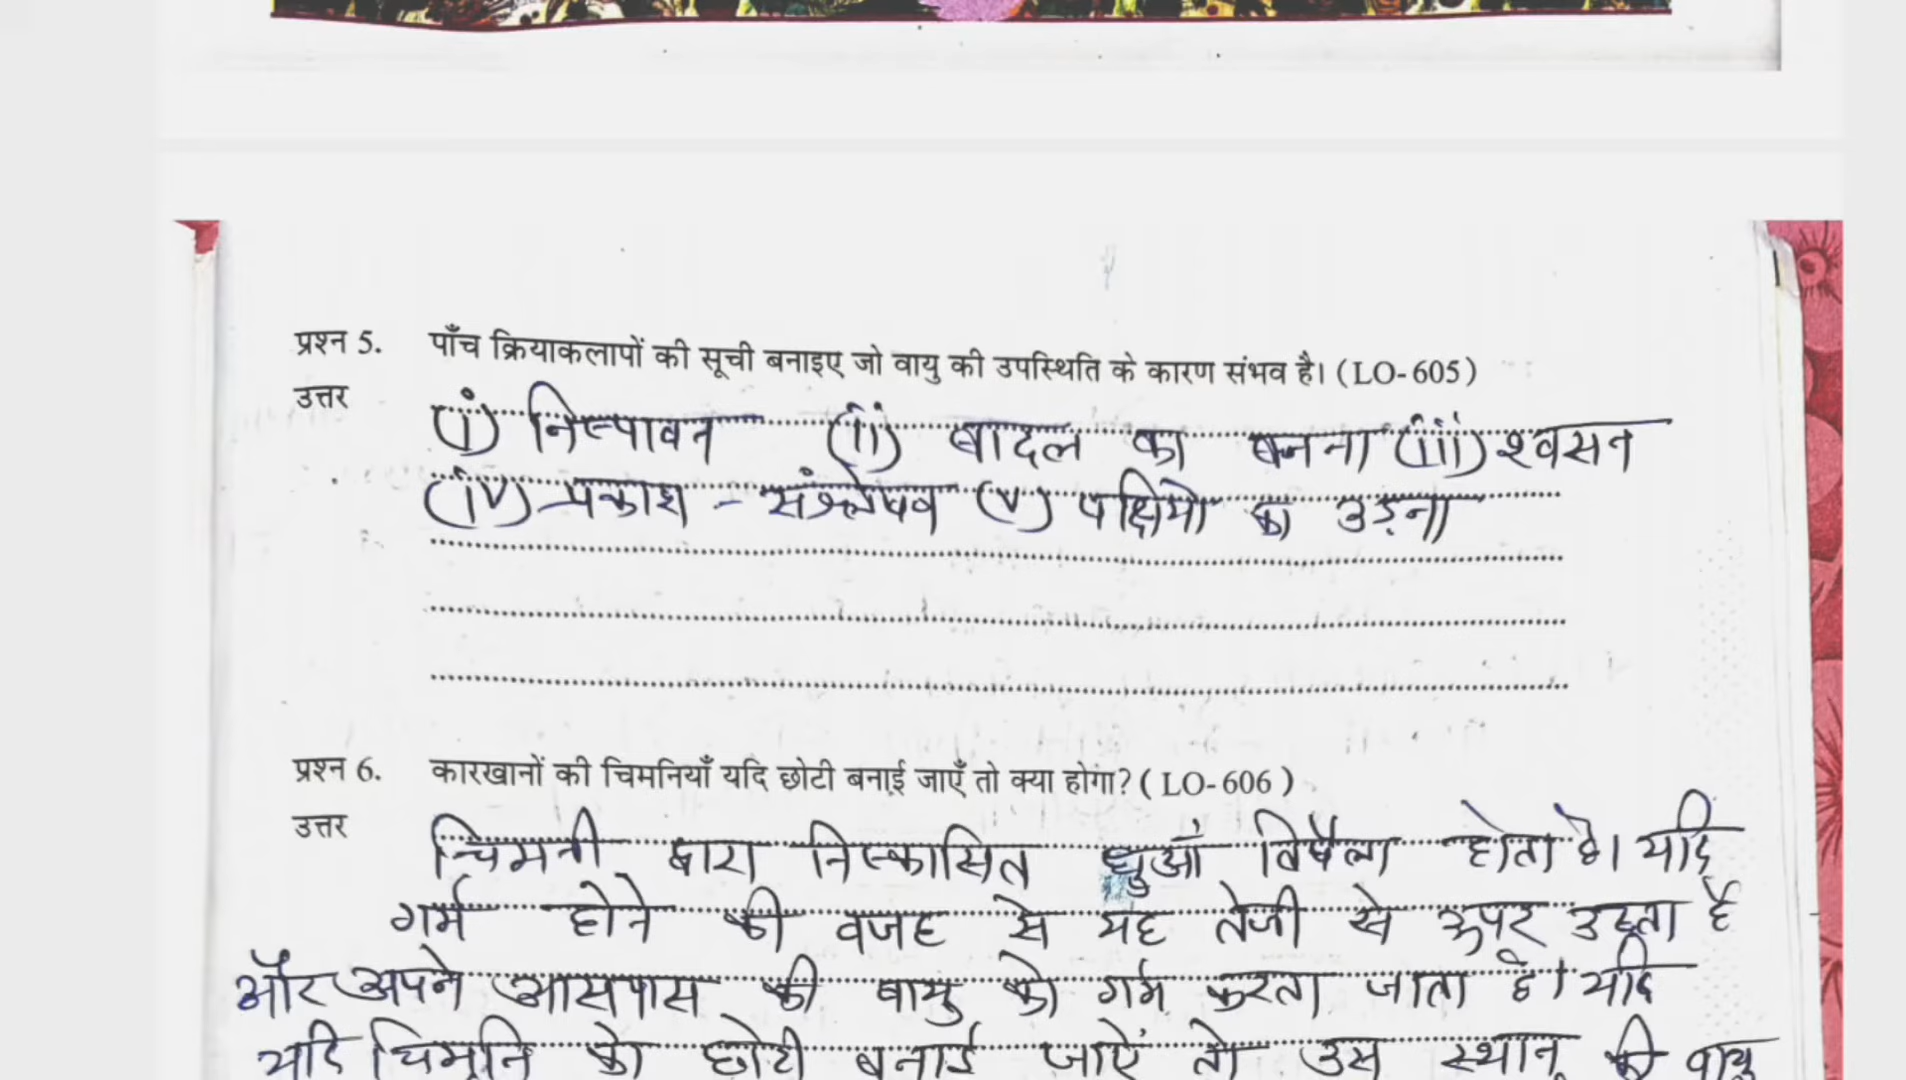 प्रश्न 5. पाँच क्रियाकलापों की सूची बनाइए जो वायु की उपस्थिति के कारण संभव है। (LO-605)
उत्तर
(i) निष्पावन (ii) बादल का बनना (iii) श्वसन
(iv) प्रकाश - संश्लेषण (v) पक्षियों का उड़ना
प्रश्न 6. कारखानों की चिमनियाँ यदि छोटी बनाई जाएँ तो क्या होगा? (LO-606)
उत्तर
चिमनी द्वारा निष्कासित धुआँ विषैला होता है। यदि
गर्म होने की वजह से यह तेजी से ऊपर उठता है
और अपने आसपास की वायु को गर्म करता जाता है। यदि
यदि चिमनि को छोटी बनाई जाऐं तो उस स्थान की वायु